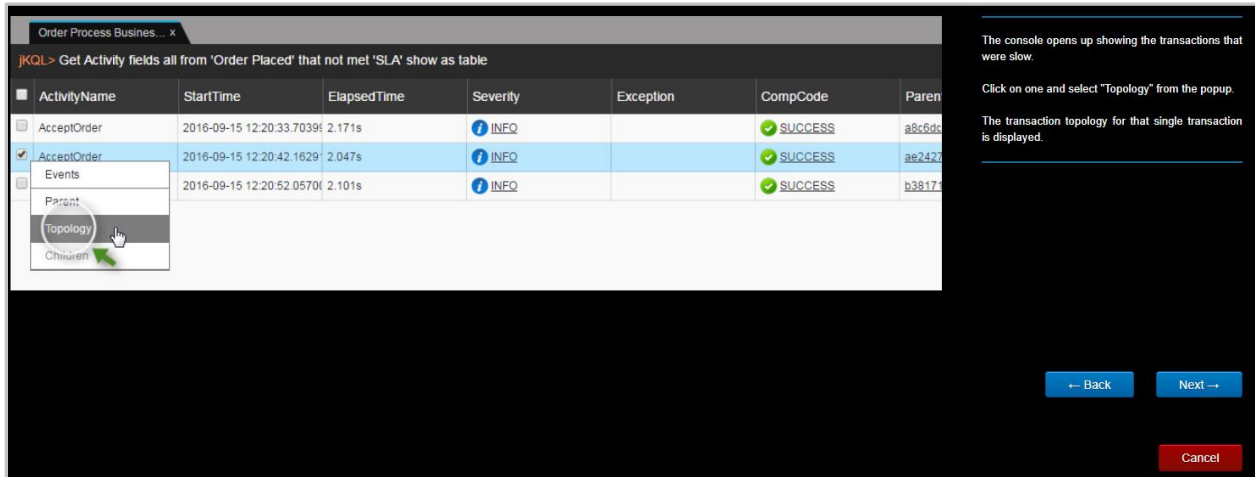 Order Process Busines... x
jKQL> Get Activity fields all from 'Order Placed' that not met 'SLA' show as table
ActivityName StartTime ElapsedTime Severity Exception CompCode Paren
AcceptOrder 2016-09-15 12:20:33.7039 2.171s INFO SUCCESS a8c6dc
AcceptOrder 2016-09-15 12:20:42.1629 2.047s INFO SUCCESS ae2427
2016-09-15 12:20:52.0570 2.101s INFO SUCCESS b38171
Events
Parent
Topology
Children
The console opens up showing the transactions that
were slow.
Click on one and select "Topology" from the popup.
The transaction topology for that single transaction
is displayed.
← Back Next →
Cancel